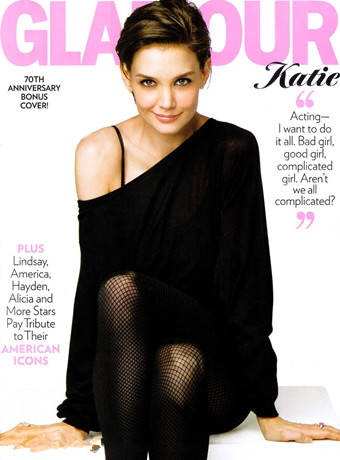 GLAMOUR
70TH
ANNIVERSARY
BONUS
COVER!
Katie
“
Acting—
I want to do
it all. Bad girl,
good girl,
complicated
girl. Aren't
we all
complicated?
”
PLUS
Lindsay,
America,
Hayden,
Alicia and
More Stars
Pay Tribute
to Their
AMERICAN
ICONS